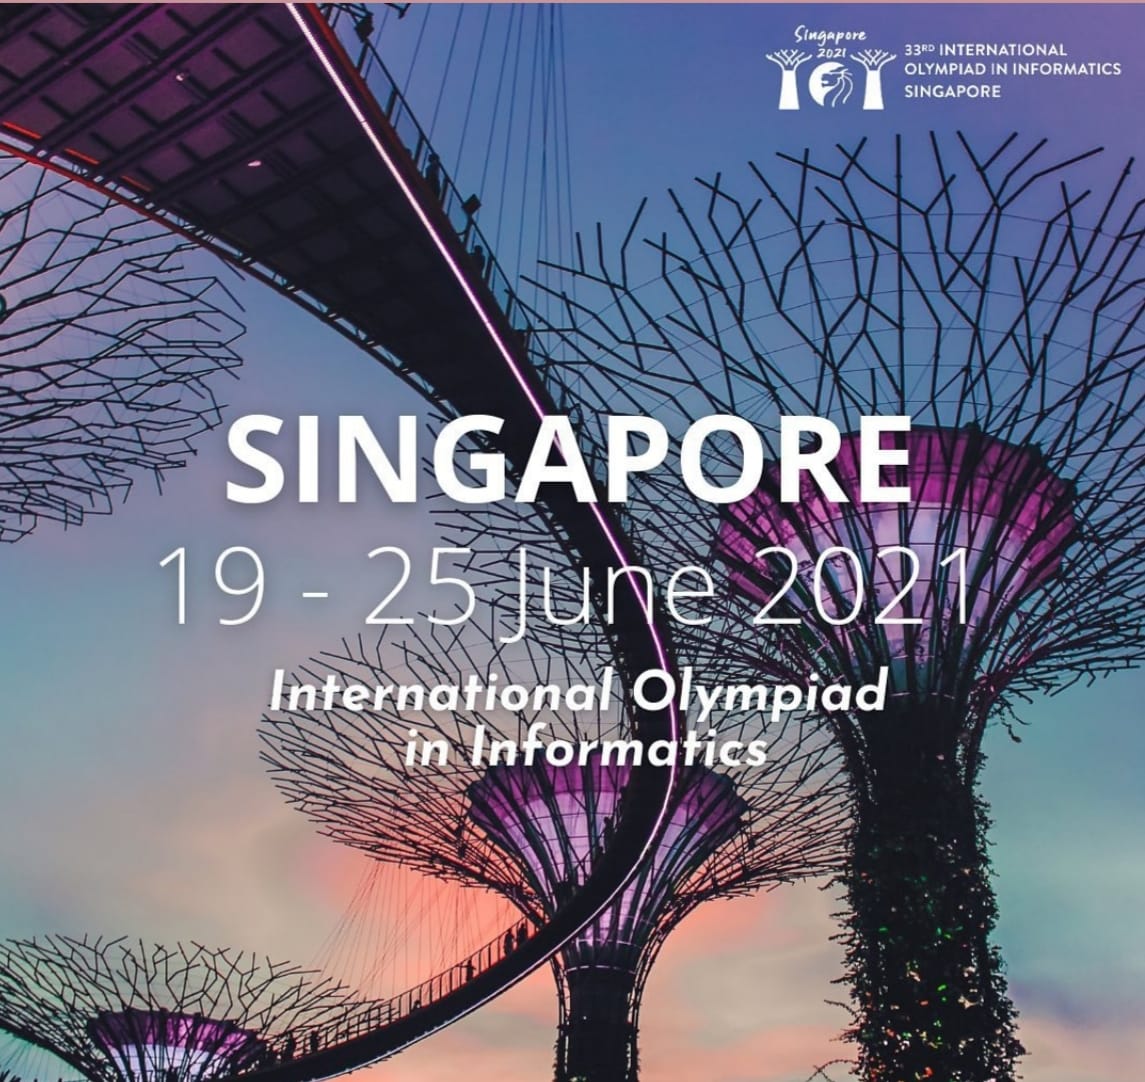 Singapore
2021
33RD INTERNATIONAL
OLYMPIAD IN INFORMATICS
SINGAPORE
SINGAPORE
19 - 25 June 2021
International Olympiad
in Informatics